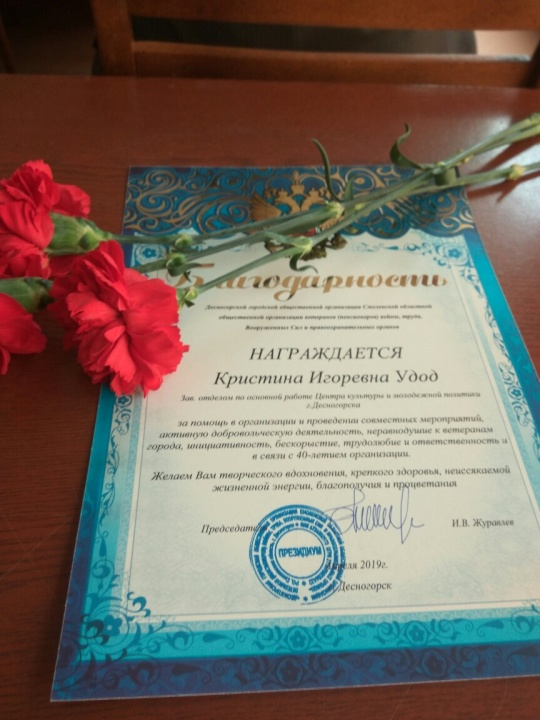 Благодарность
Десногорской городской общественной организации Смоленской областной
общественной организации ветеранов (пенсионеров) войны, труда,
Вооруженных Сил и правоохранительных органов
НАГРАЖДАЕТСЯ
Кристина Игоревна Удод
Зав. отделом по основной работе Центра культуры и молодежной политики
г.Десногорска
за помощь в организации и проведении совместных мероприятий,
активную добровольческую деятельность, неравнодушие к ветеранам
города, инициативность, бескорыстие, трудолюбие и ответственность и
в связи с 40-летием организации.
Желаем Вам творческого вдохновения, крепкого здоровья, неиссякаемой
жизненной энергии, благополучия и процветания
Председатель И.В. Журавлев
ПРЕЗИДИУМ
апреля 2019г.
Десногорск